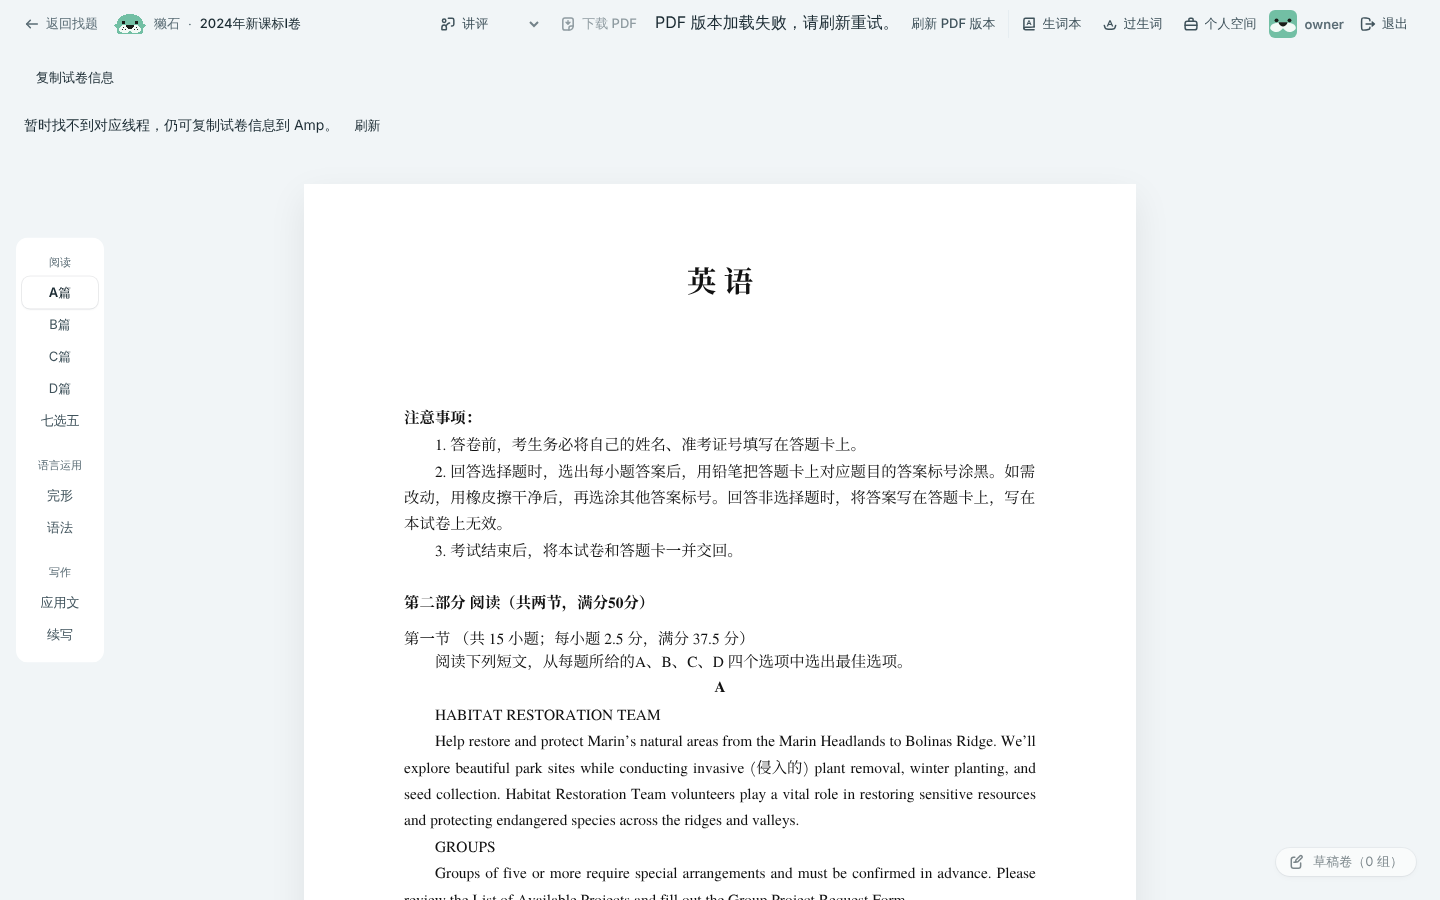 返回找题
獭石 · 2024年新课标I卷
讲评
下载 PDF
PDF 版本加载失败，请刷新重试。
刷新 PDF 版本
生词本
过生词
个人空间
owner
退出
复制试卷信息
暂时找不到对应线程，仍可复制试卷信息到 Amp。 刷新
阅读
A篇
B篇
C篇
D篇
七选五
语言运用
完形
语法
写作
应用文
续写
英 语
注意事项：
1. 答卷前，考生务必将自己的姓名、准考证号填写在答题卡上。
2. 回答选择题时，选出每小题答案后，用铅笔把答题卡上对应题目的答案标号涂黑。如需
改动，用橡皮擦干净后，再选涂其他答案标号。回答非选择题时，将答案写在答题卡上，写在
本试卷上无效。
3. 考试结束后，将本试卷和答题卡一并交回。
第二部分 阅读（共两节，满分50分）
第一节 （共 15 小题；每小题 2.5 分，满分 37.5 分）
阅读下列短文，从每题所给的A、B、C、D 四个选项中选出最佳选项。
A
HABITAT RESTORATION TEAM
Help restore and protect Marin’s natural areas from the Marin Headlands to Bolinas Ridge. We’ll
explore beautiful park sites while conducting invasive (侵入的) plant removal, winter planting, and
seed collection. Habitat Restoration Team volunteers play a vital role in restoring sensitive resources
and protecting endangered species across the ridges and valleys.
GROUPS
Groups of five or more require special arrangements and must be confirmed in advance. Please
review the List of Available Projects and fill out the Group Project Request Form.
草稿卷（0 组）